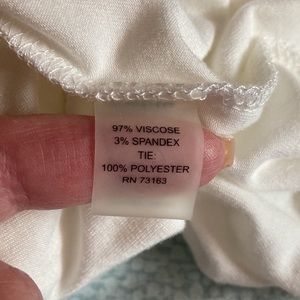 97% VISCOSE
3% SPANDEX
TIE:
100% POLYESTER
RN 73163